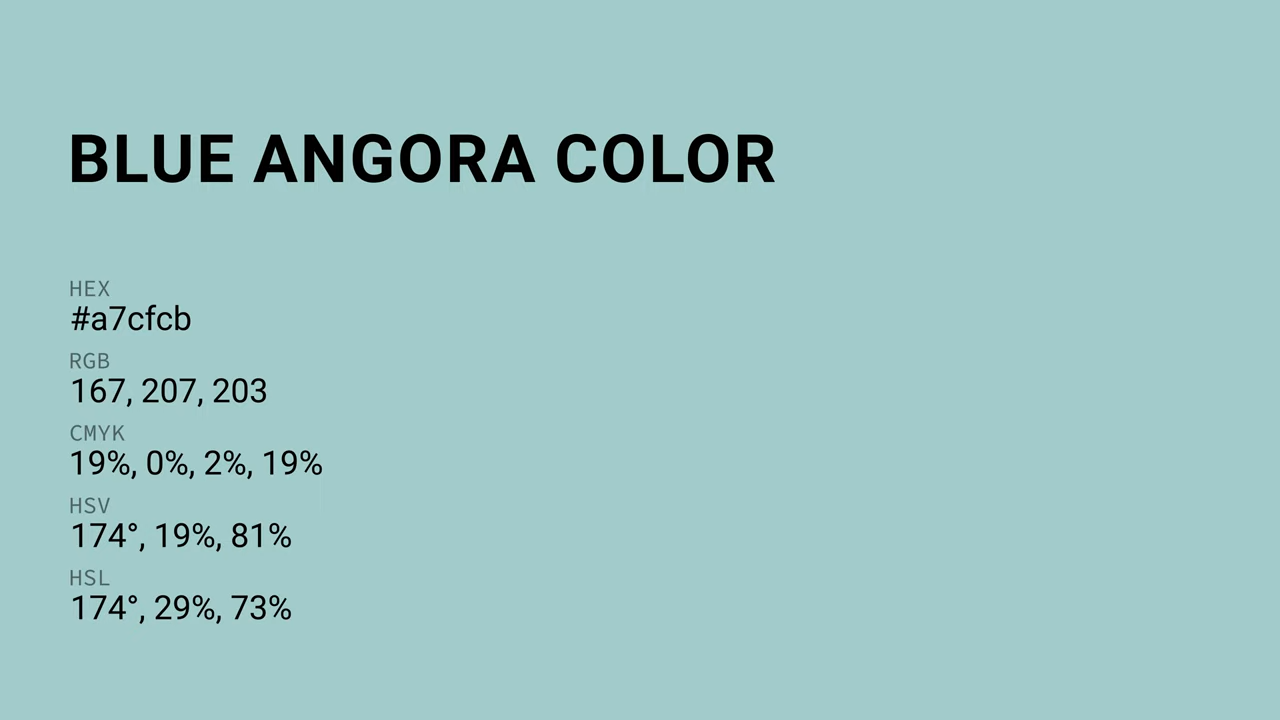 BLUE ANGORA COLOR
HEX
#a7cfcb
RGB
167, 207, 203
CMYK
19%, 0%, 2%, 19%
HSV
174°, 19%, 81%
HSL
174°, 29%, 73%